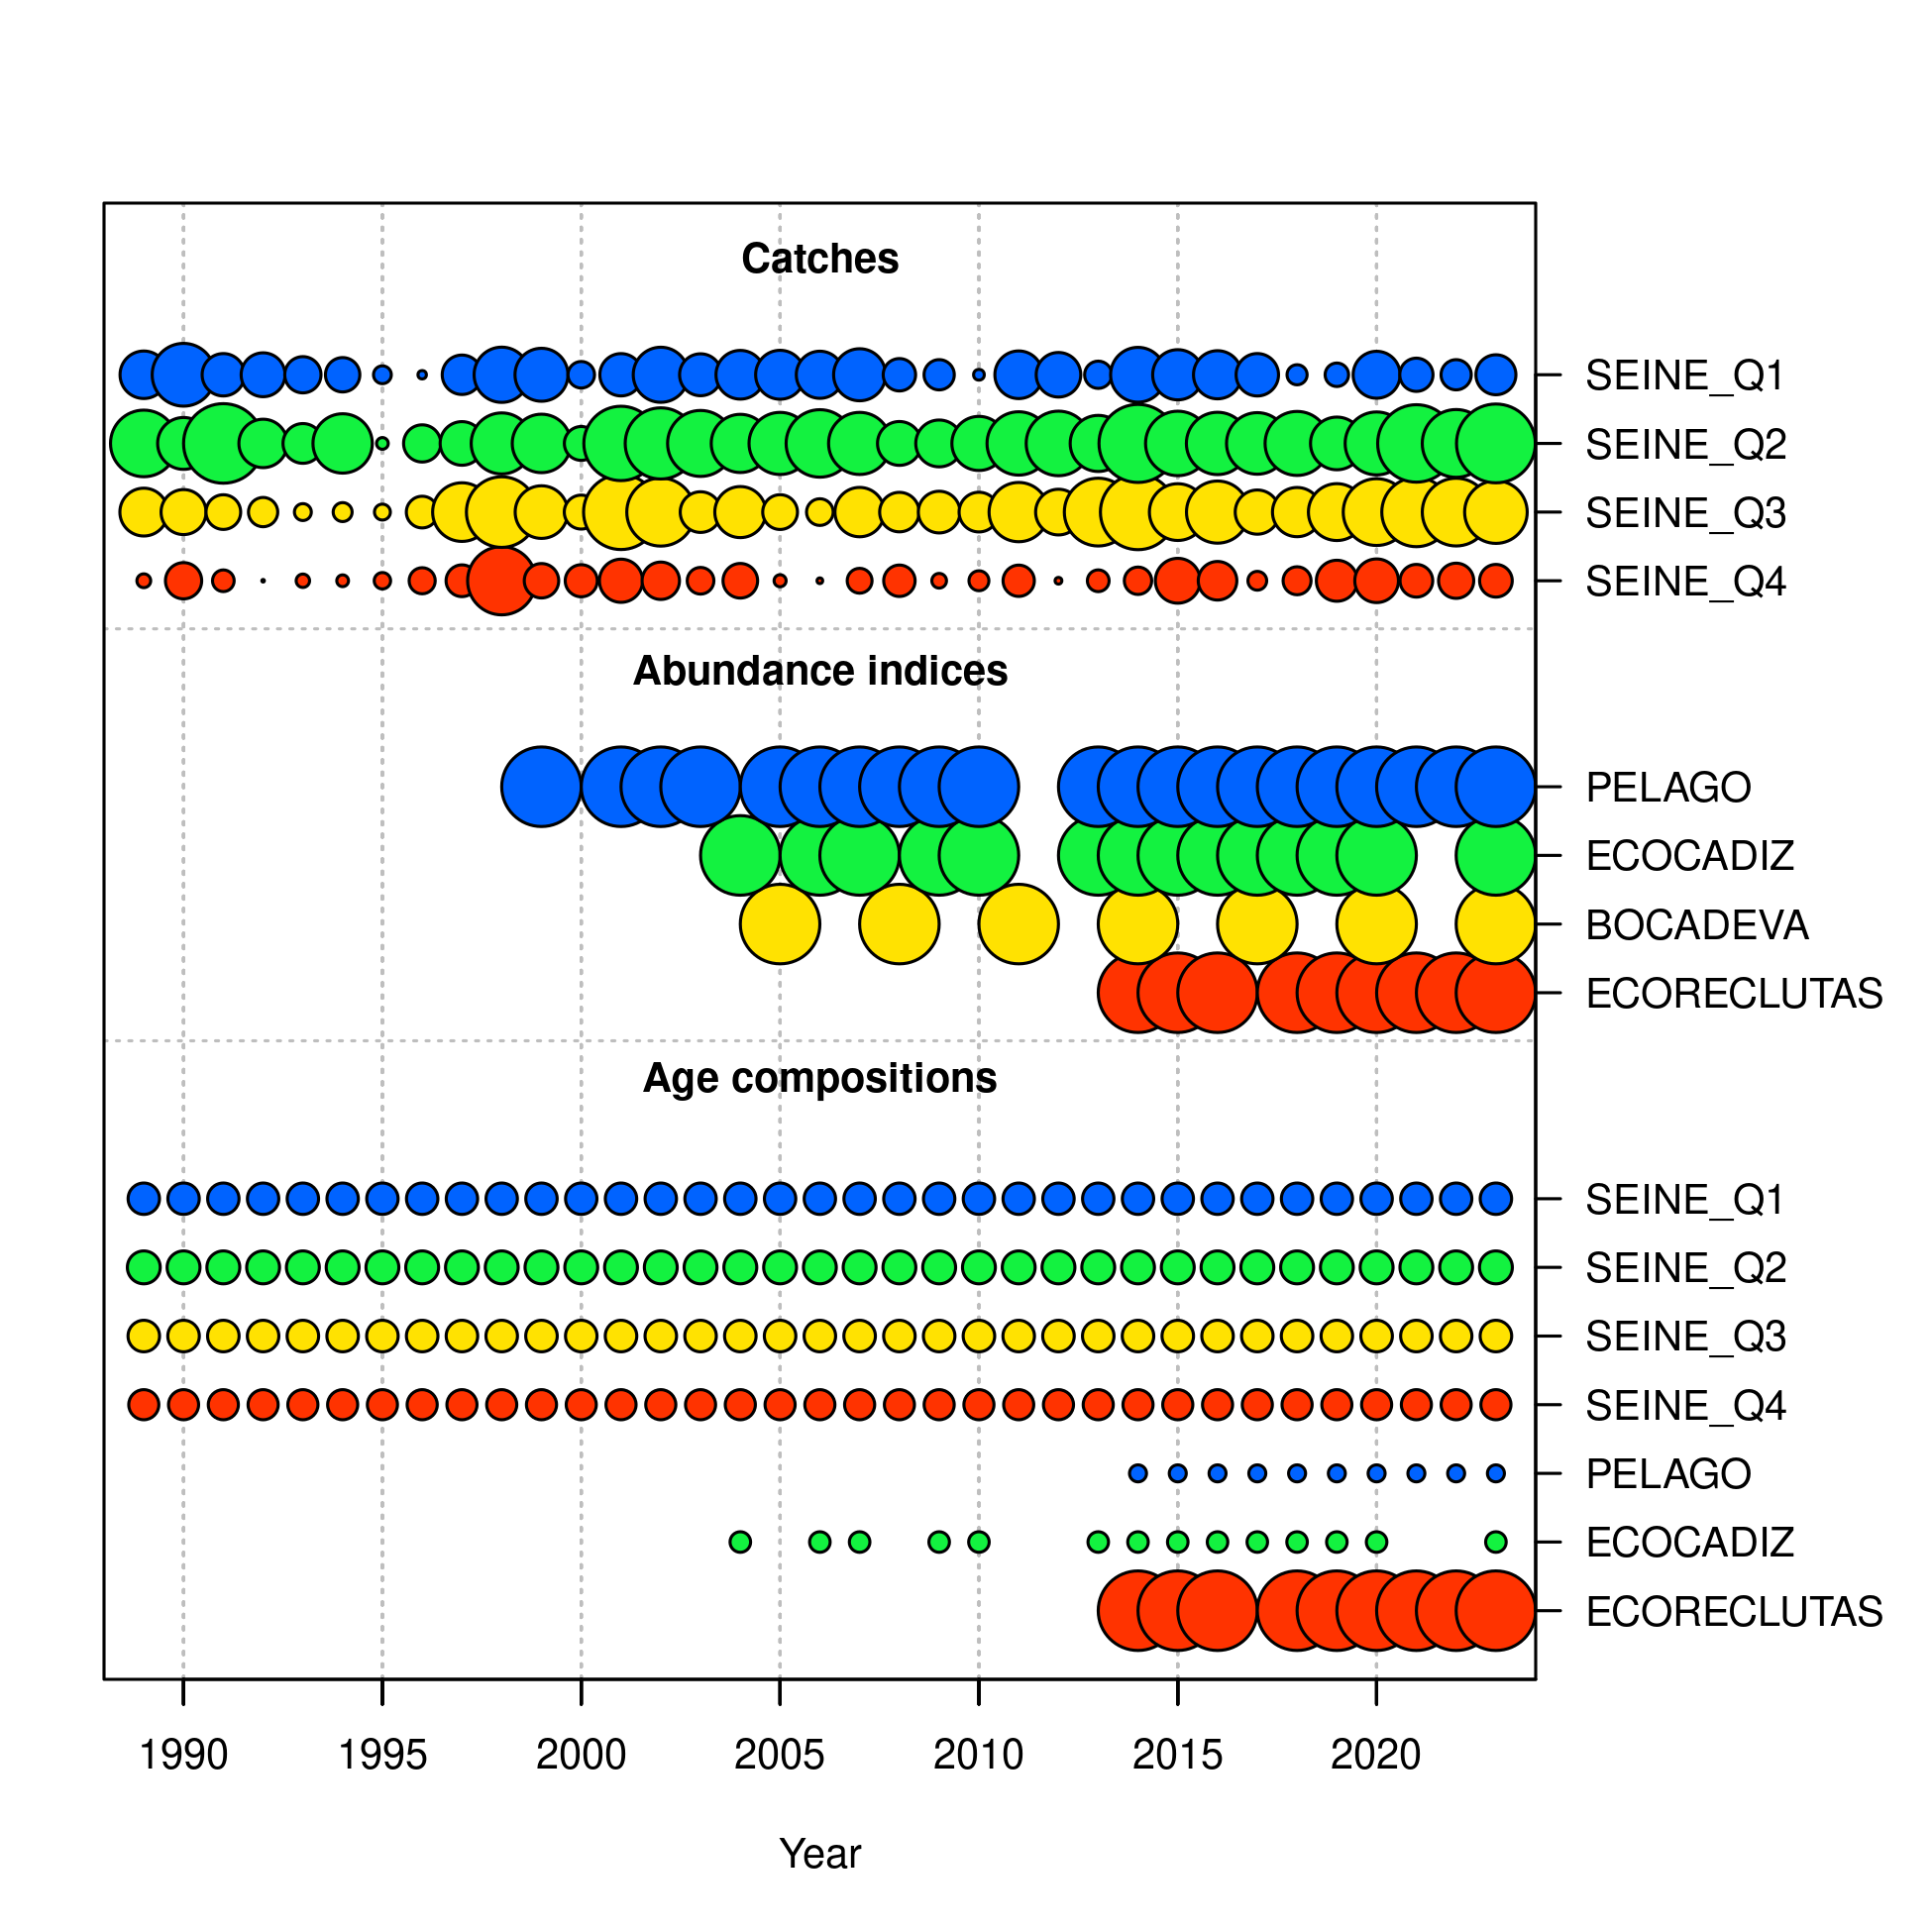 Catches
SEINE_Q1
SEINE_Q2
SEINE_Q3
SEINE_Q4
Abundance indices
PELAGO
ECOCADIZ
BOCADEVA
ECORECLUTAS
Age compositions
SEINE_Q1
SEINE_Q2
SEINE_Q3
SEINE_Q4
PELAGO
ECOCADIZ
ECORECLUTAS
1990 1995 2000 2005 2010 2015 2020
Year